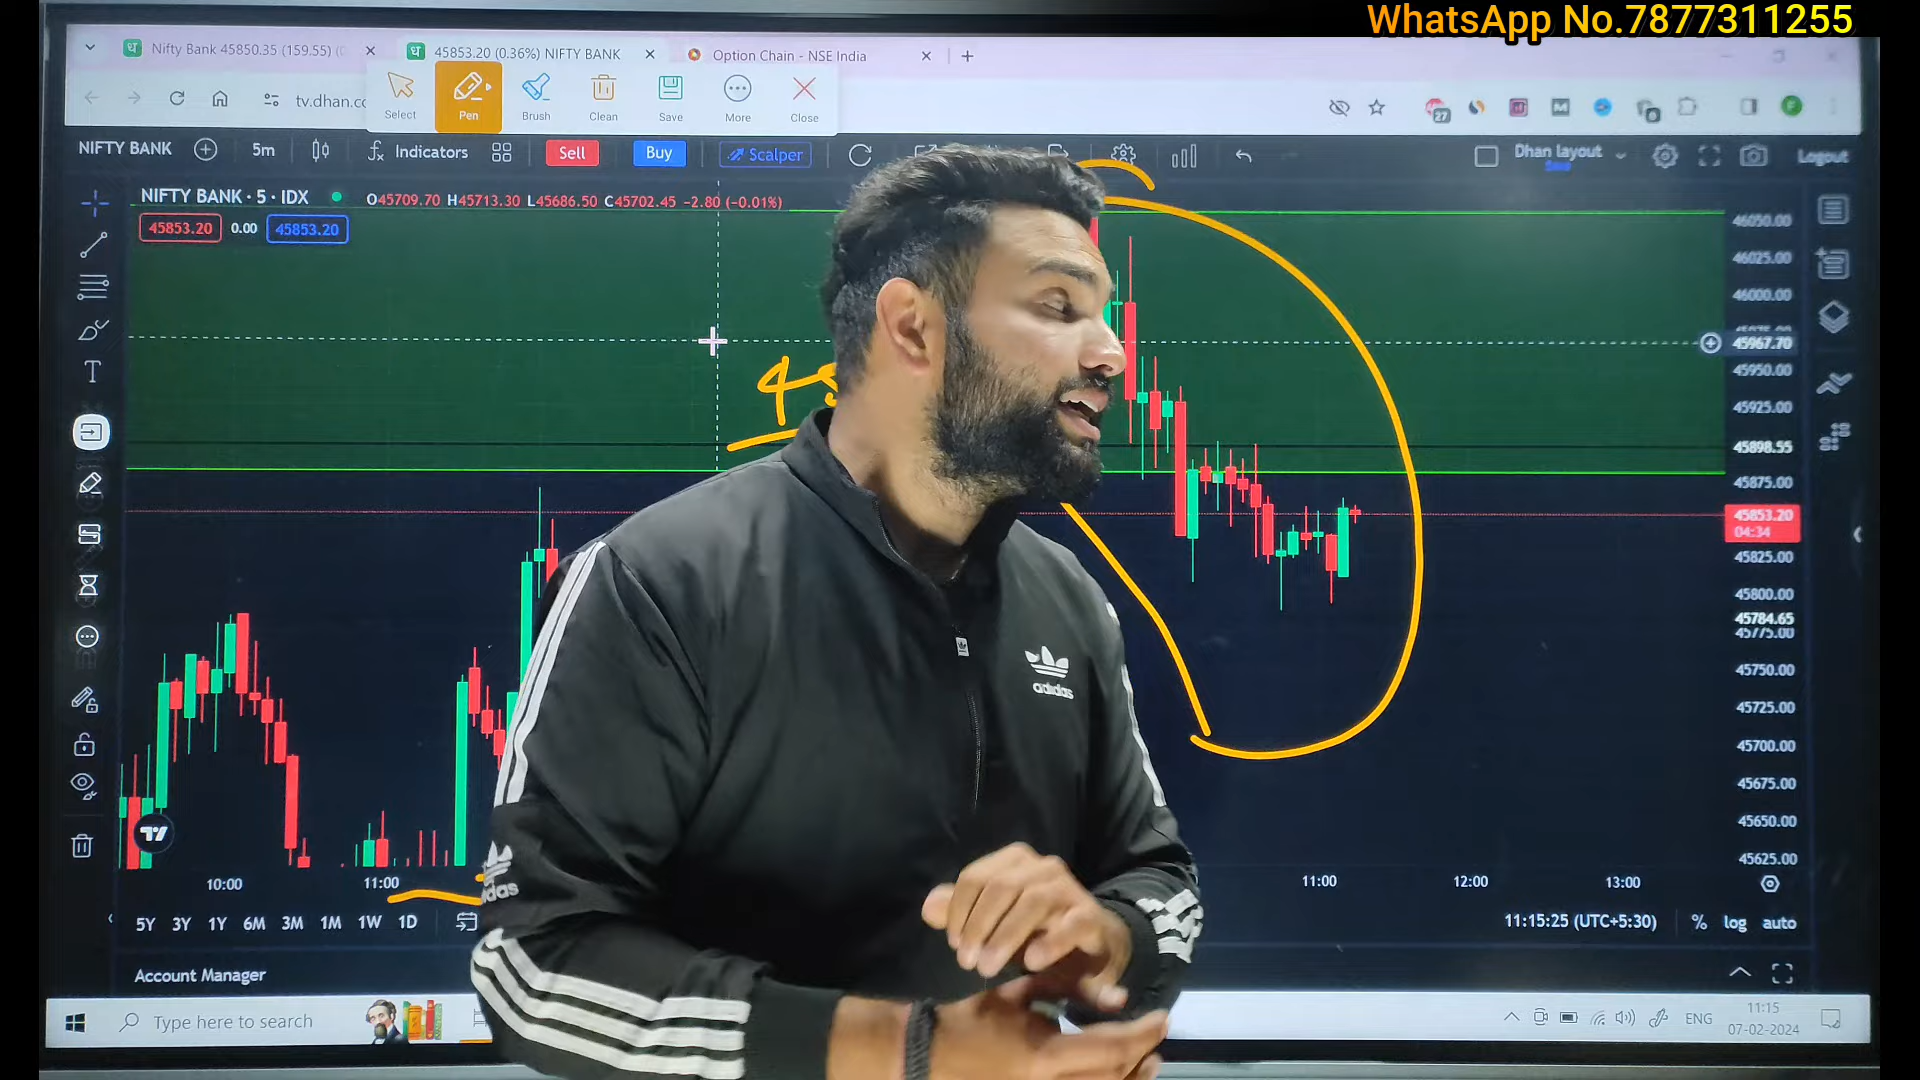 WhatsApp No.7877311255
Nifty Bank 45850.35 (159.55) (
45853.20 (0.36%) NIFTY BANK
Option Chain - NSE India
tv.dhan.c
Select
Pen
Brush
Clean
Save
More
Close
27
NIFTY BANK
5m
Indicators
Sell
Buy
Scalper
Dhan layout
Save
Logout
NIFTY BANK · 5 · IDX
O45709.70 H45713.30 L45686.50 C45702.45 -2.80 (-0.01%)
45853.20
0.00
45853.20
46050.00
46025.00
46000.00
45967.70
45950.00
45925.00
45898.55
45875.00
45853.20
04:34
45825.00
45800.00
45784.65
45775.00
45750.00
45725.00
45700.00
45675.00
45650.00
45625.00
adidas
10:00
11:00
11:00
12:00
13:00
5Y
3Y
1Y
6M
3M
1M
1W
1D
11:15:25 (UTC+5:30)
%
log
auto
Account Manager
Type here to search
ENG
11:15
07-02-2024